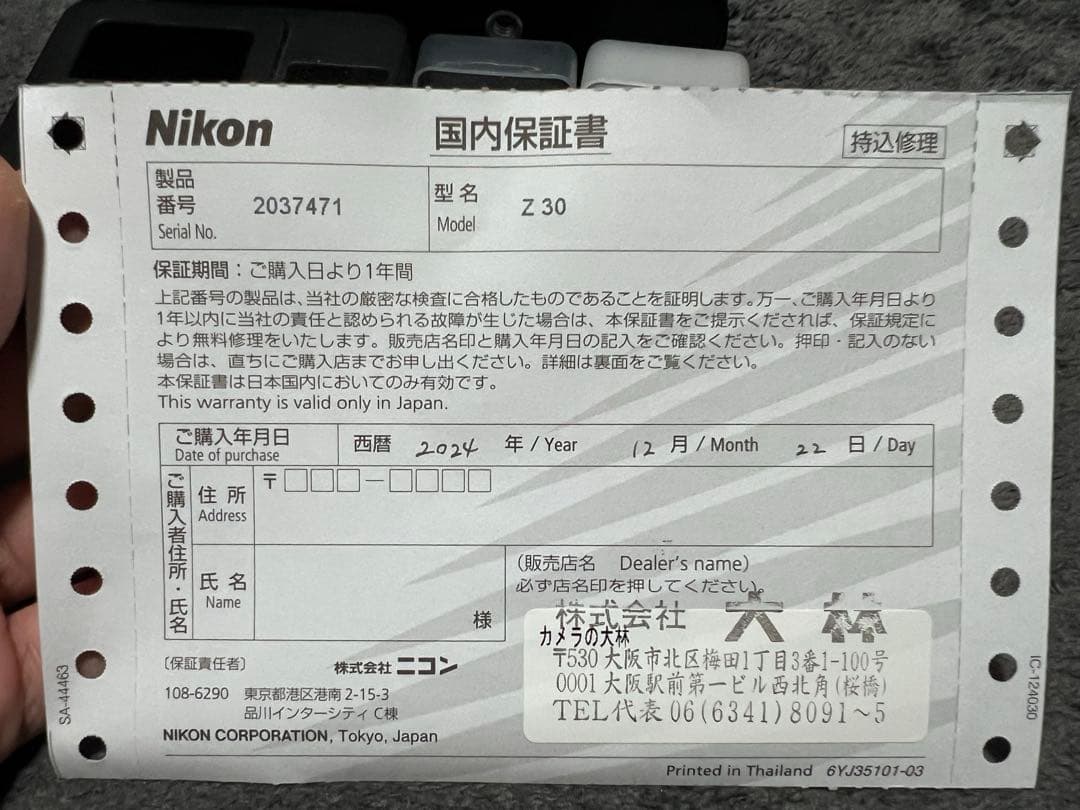 Nikon 国内保証書 持込修理
製品番号 Serial No. 2037471 型名 Model Z 30
保証期間：ご購入日より1年間
上記番号の製品は、当社の厳密な検査に合格したものであることを証明します。万一、ご購入年月日より
1年以内に当社の責任と認められる故障が生じた場合は、本保証書をご提示くだされば、保証規定に
より無料修理をいたします。販売店名印と購入年月日の記入をご確認ください。押印・記入のない
場合は、直ちにご購入店までお申し出ください。詳細は裏面をご覧ください。
本保証書は日本国内においてのみ有効です。
This warranty is valid only in Japan.
ご購入年月日 Date of purchase 西暦 2024 年 / Year 12 月 / Month 22 日 / Day
ご購入者住所・氏名
住所 Address 〒□□□－□□□□
氏名 Name 様
(販売店名 Dealer's name)
必ず店名印を押してください。
株式会社 大林
カメラの大林
〒530 大阪市北区梅田1丁目3番1-100号
0001 大阪駅前第一ビル西北角(桜橋)
TEL代表 06(6341)8091～5
〔保証責任者〕 株式会社 ニコン
108-6290 東京都港区港南 2-15-3
品川インターシティ C棟
NIKON CORPORATION, Tokyo, Japan
Printed in Thailand 6YJ35101-03
SA-44463
IC-124030